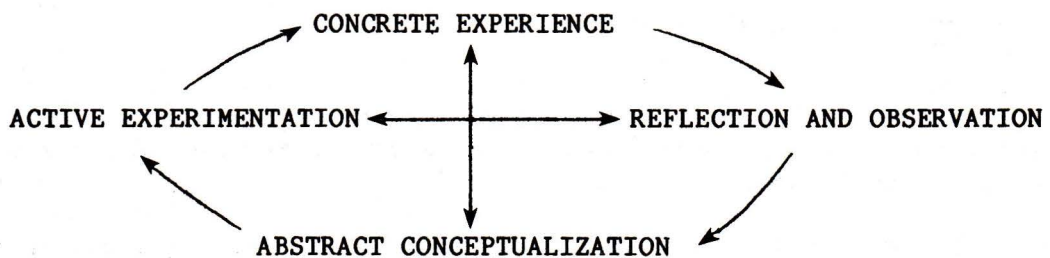 CONCRETE EXPERIENCE
ACTIVE EXPERIMENTATION
REFLECTION AND OBSERVATION
ABSTRACT CONCEPTUALIZATION